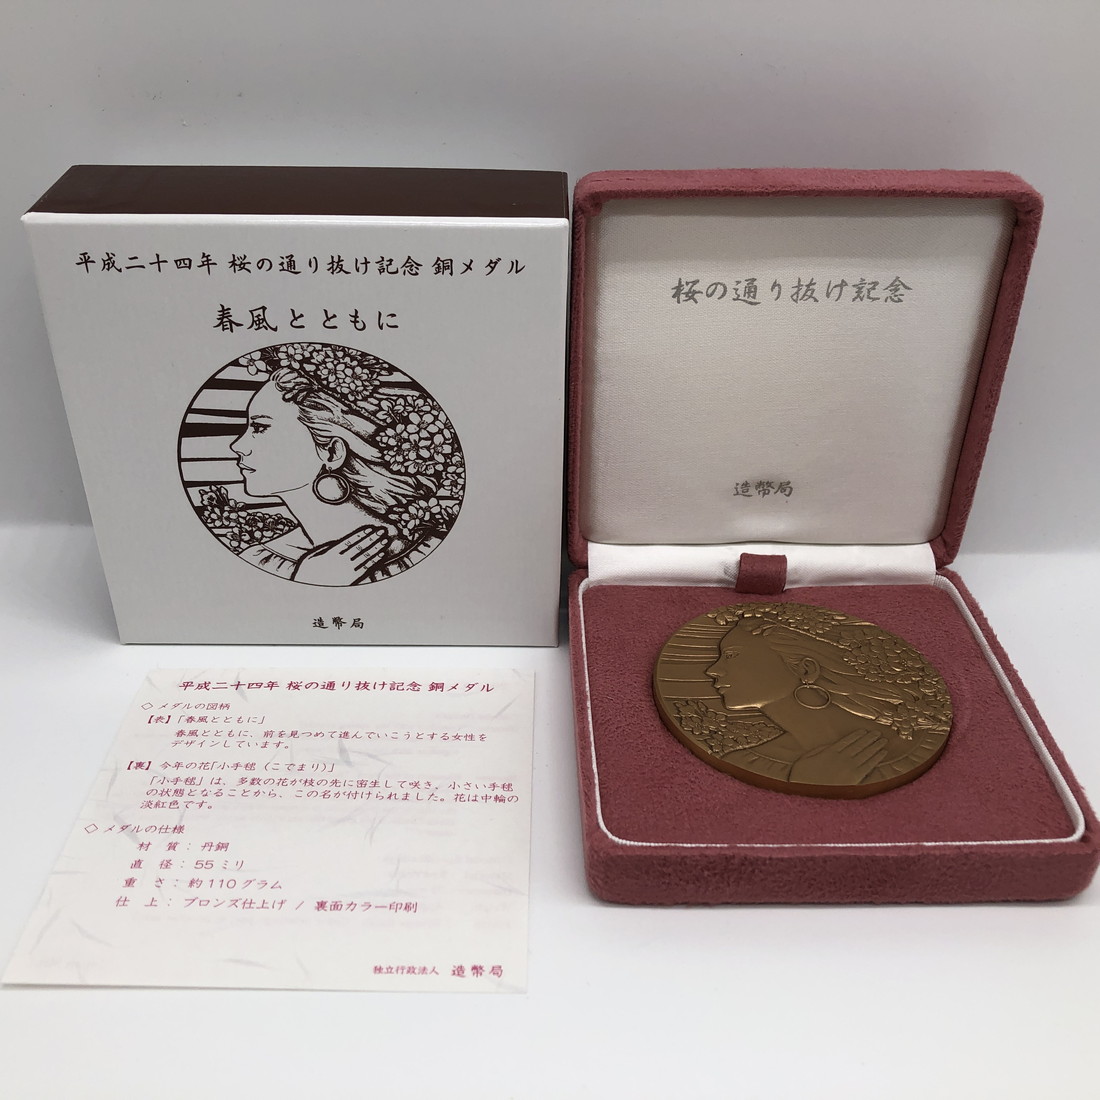 平成二十四年 桜の通り抜け記念 銅メダル
春風とともに
造幣局
桜の通り抜け記念
造幣局
平成二十四年 桜の通り抜け記念 銅メダル
◇ メダルの図柄
【表】「春風とともに」
春風とともに、前を見つめて進んでいこうとする女性を
デザインしています。
【裏】今年の花「小手毬（こでまり）」
「小手毬」は、多数の花が枝の先に密生して咲き、小さい手毬
の状態となることから、この名が付けられました。花は中輪の
淡紅色です。
◇ メダルの仕様
材 質：丹銅
直 径：55ミリ
重 さ：約110グラム
仕 上：ブロンズ仕上げ / 裏面カラー印刷
独立行政法人 造幣局